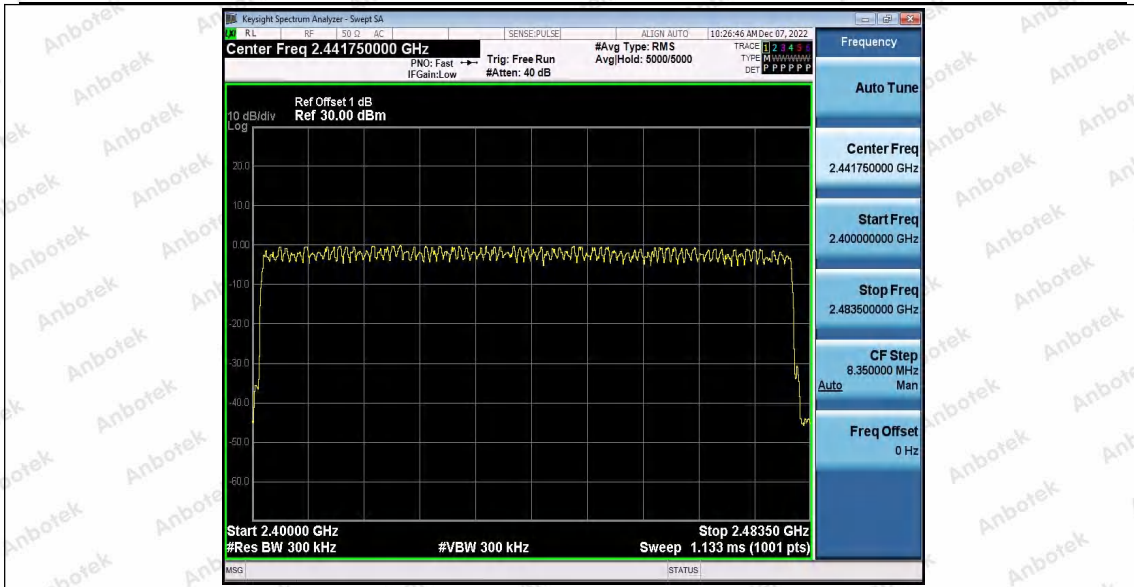 Keysight Spectrum Analyzer - Swept SA
LXI RL RF 50 Ω AC SENSE:PULSE ALIGN AUTO 10:26:46 AM Dec 07, 2022
Center Freq 2.441750000 GHz
PNO: Fast
IFGain:Low
Trig: Free Run
#Atten: 40 dB
#Avg Type: RMS
Avg|Hold: 5000/5000
TRACE 1 2 3 4 5 6
TYPE M WWWWW
DET P P P P P P
Ref Offset 1 dB
10 dB/div Ref 30.00 dBm
Log
20.0
10.0
0.00
-10.0
-20.0
-30.0
-40.0
-50.0
-60.0
Start 2.40000 GHz Stop 2.48350 GHz
#Res BW 300 kHz #VBW 300 kHz Sweep 1.133 ms (1001 pts)
MSG STATUS
Frequency
Auto Tune
Center Freq
2.441750000 GHz
Start Freq
2.400000000 GHz
Stop Freq
2.483500000 GHz
CF Step
8.350000 MHz
Auto Man
Freq Offset
0 Hz
Anbotek